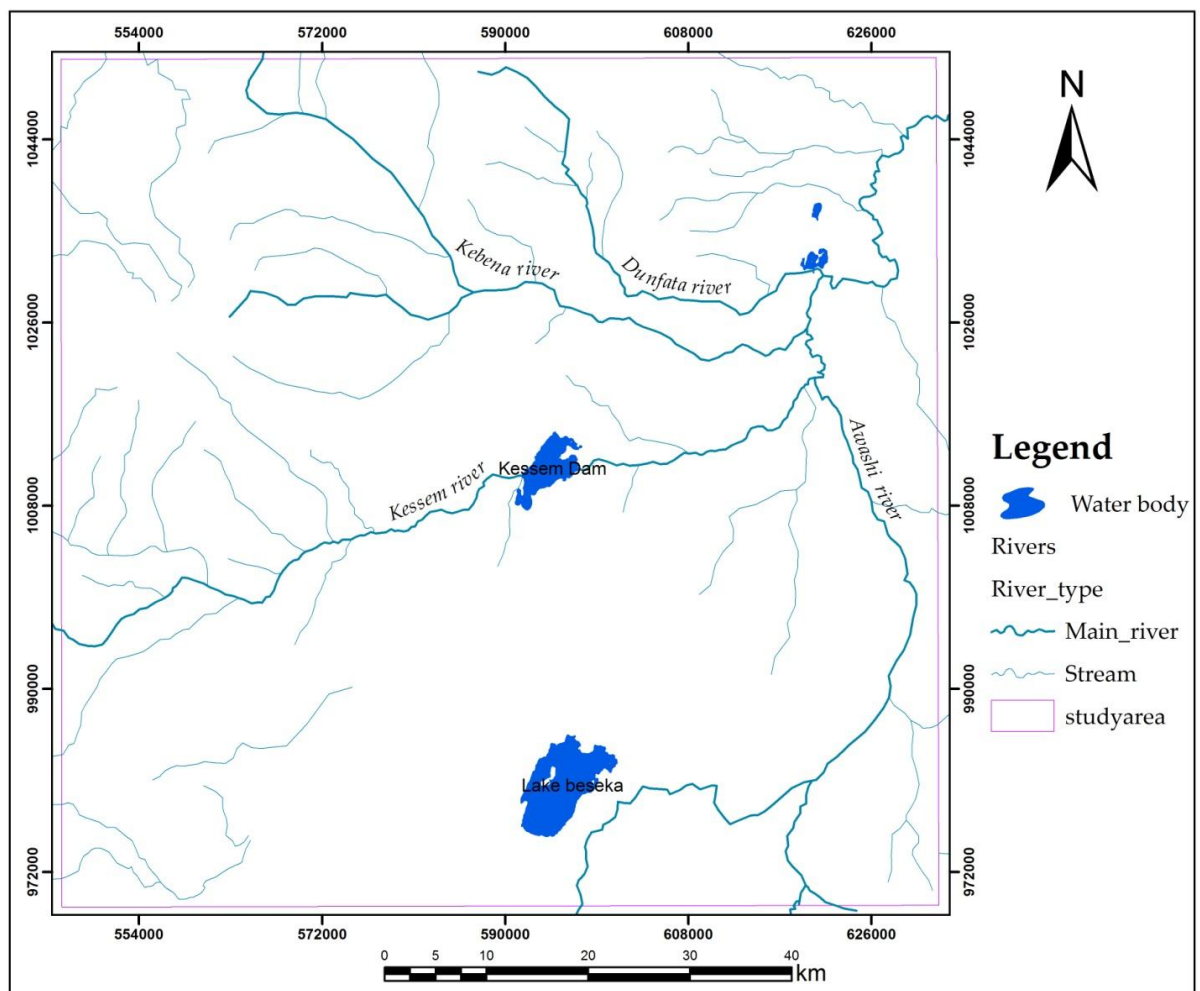 554000 572000 590000 608000 626000
N
1044000 1044000
Kebena river
Dunfata river
1026000 1026000
Awashi river
Kessem Dam
Kessem river
1008000 1008000
Legend
Water body
Rivers
River_type
Main_river
Stream
studyarea
990000 990000
Lake beseka
972000 972000
554000 572000 590000 608000 626000
0 5 10 20 30 40
km